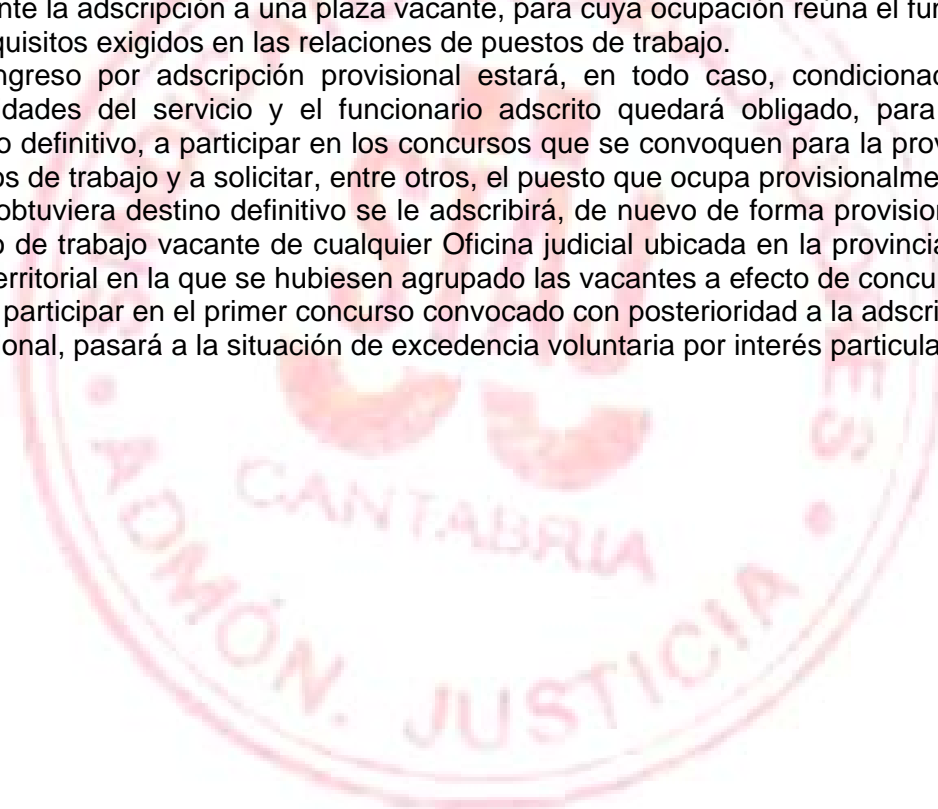 nte la adscripción a una plaza vacante, para cuya ocupación reúna el fun
quisitos exigidos en las relaciones de puestos de trabajo.
ngreso por adscripción provisional estará, en todo caso, condicionad
dades del servicio y el funcionario adscrito quedará obligado, para
o definitivo, a participar en los concursos que se convoquen para la prov
os de trabajo y a solicitar, entre otros, el puesto que ocupa provisionalme
obtuviera destino definitivo se le adscribirá, de nuevo de forma provision
o de trabajo vacante de cualquier Oficina judicial ubicada en la provincia
erritorial en la que se hubiesen agrupado las vacantes a efecto de concu
participar en el primer concurso convocado con posterioridad a la adscri
onal, pasará a la situación de excedencia voluntaria por interés particula
CANTABRIA
ADMÓN. JUSTICIA